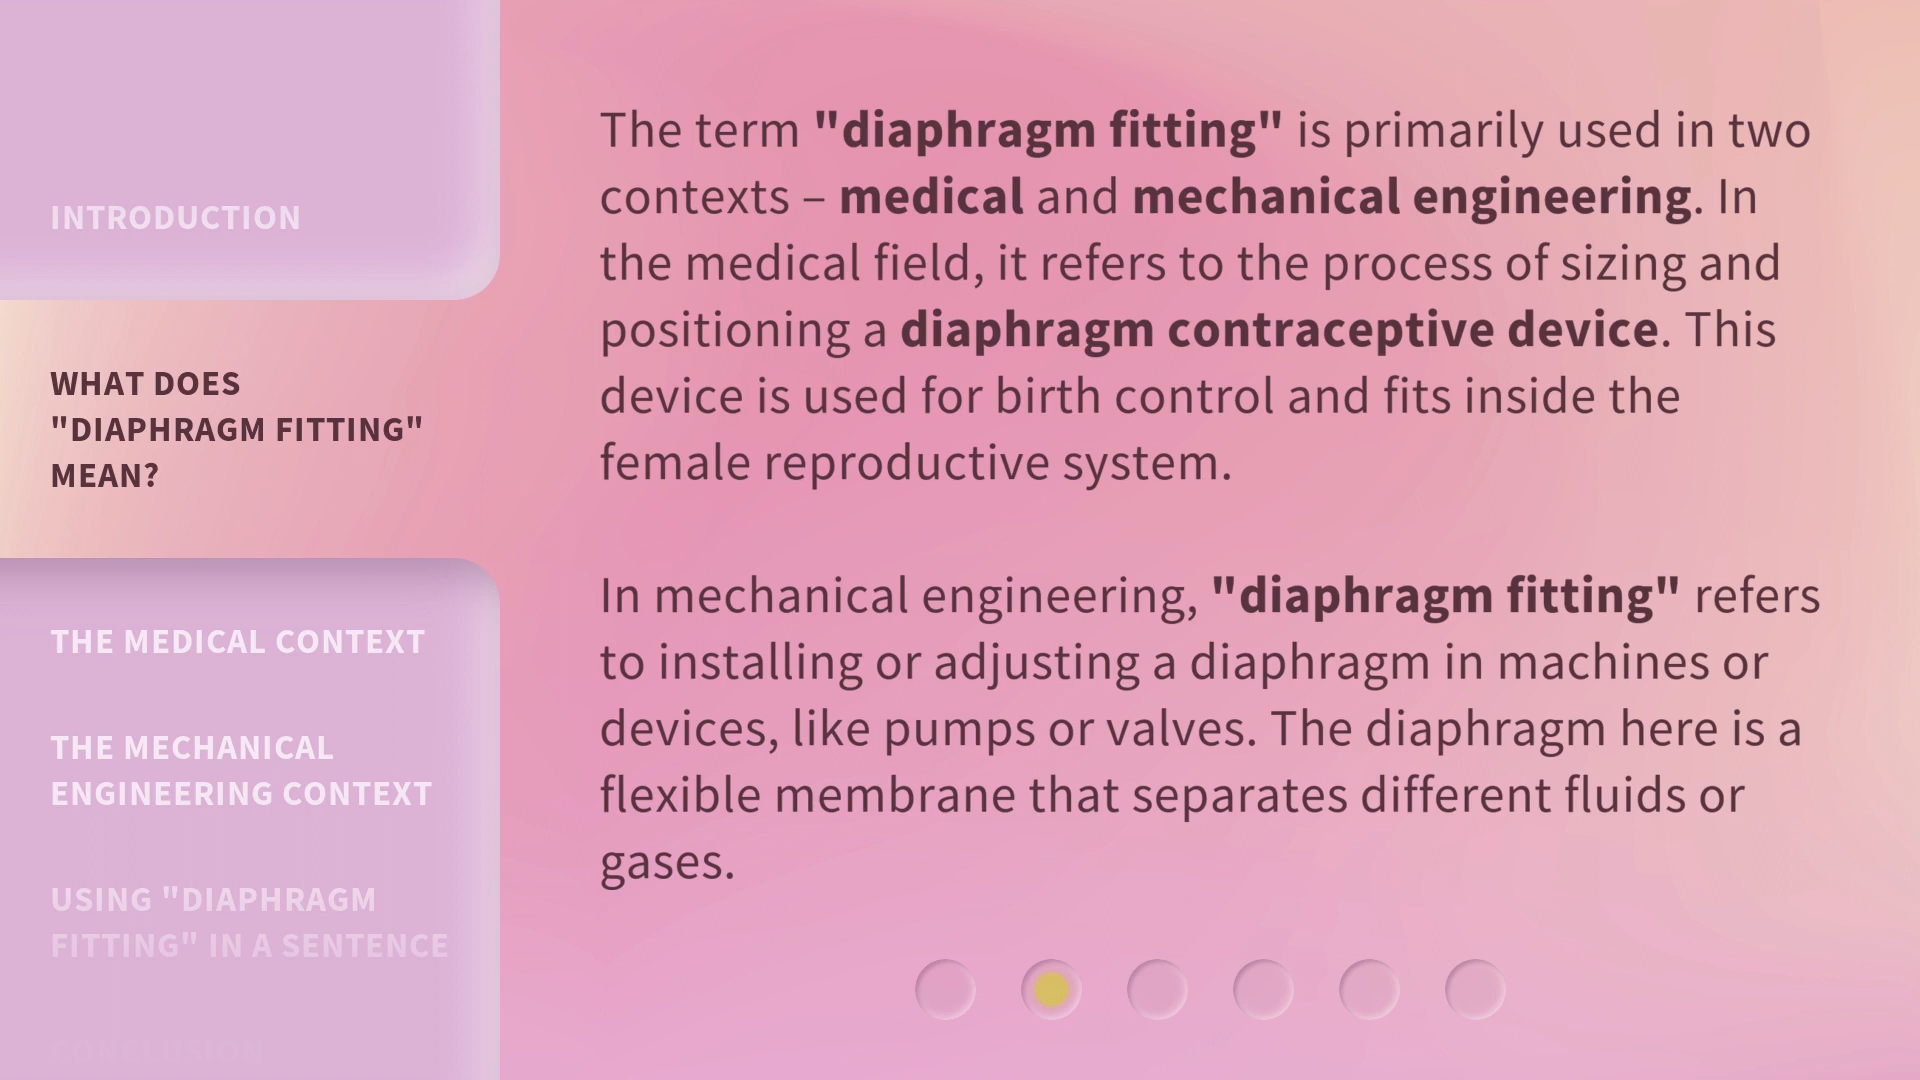 INTRODUCTION
WHAT DOES
"DIAPHRAGM FITTING"
MEAN?
THE MEDICAL CONTEXT
THE MECHANICAL
ENGINEERING CONTEXT
USING "DIAPHRAGM
FITTING" IN A SENTENCE
CONCLUSION
The term "diaphragm fitting" is primarily used in two
contexts – medical and mechanical engineering. In
the medical field, it refers to the process of sizing and
positioning a diaphragm contraceptive device. This
device is used for birth control and fits inside the
female reproductive system.
In mechanical engineering, "diaphragm fitting" refers
to installing or adjusting a diaphragm in machines or
devices, like pumps or valves. The diaphragm here is a
flexible membrane that separates different fluids or
gases.